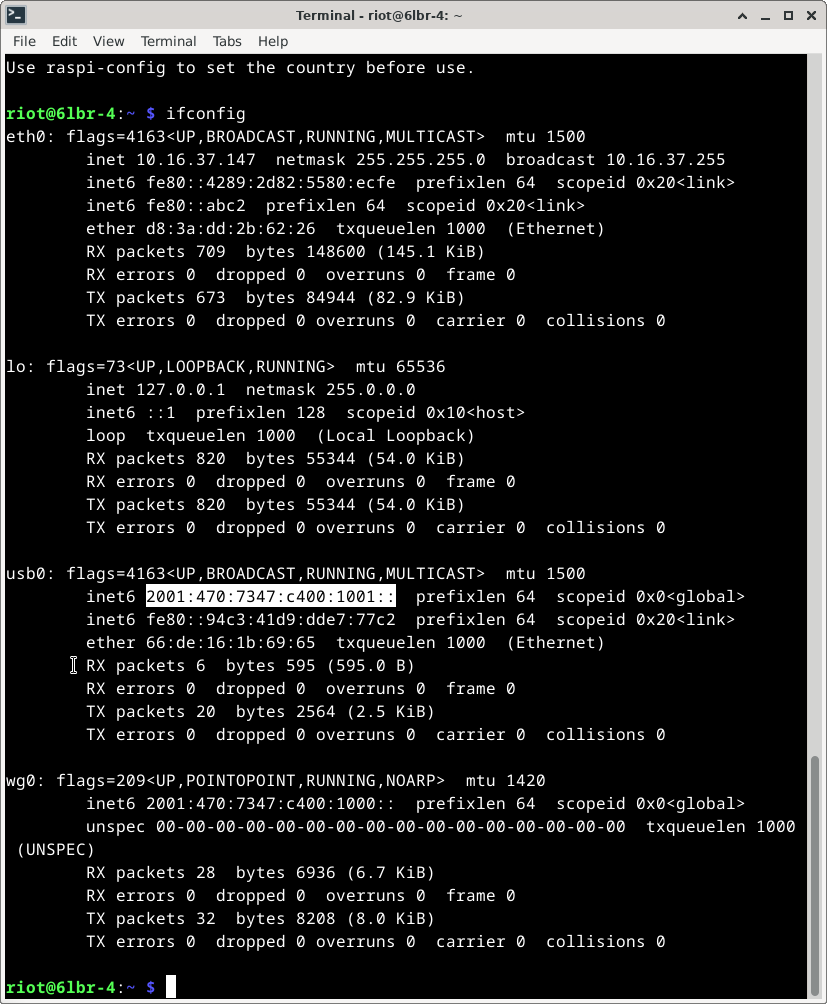 Terminal - riot@6lbr-4: ~
File Edit View Terminal Tabs Help
Use raspi-config to set the country before use.
riot@6lbr-4:~ $ ifconfig
eth0: flags=4163<UP,BROADCAST,RUNNING,MULTICAST>  mtu 1500
        inet 10.16.37.147  netmask 255.255.255.0  broadcast 10.16.37.255
        inet6 fe80::4289:2d82:5580:ecfe  prefixlen 64  scopeid 0x20<link>
        inet6 fe80::abc2  prefixlen 64  scopeid 0x20<link>
        ether d8:3a:dd:2b:62:26  txqueuelen 1000  (Ethernet)
        RX packets 709  bytes 148600 (145.1 KiB)
        RX errors 0  dropped 0  overruns 0  frame 0
        TX packets 673  bytes 84944 (82.9 KiB)
        TX errors 0  dropped 0 overruns 0  carrier 0  collisions 0
lo: flags=73<UP,LOOPBACK,RUNNING>  mtu 65536
        inet 127.0.0.1  netmask 255.0.0.0
        inet6 ::1  prefixlen 128  scopeid 0x10<host>
        loop  txqueuelen 1000  (Local Loopback)
        RX packets 820  bytes 55344 (54.0 KiB)
        RX errors 0  dropped 0  overruns 0  frame 0
        TX packets 820  bytes 55344 (54.0 KiB)
        TX errors 0  dropped 0 overruns 0  carrier 0  collisions 0
usb0: flags=4163<UP,BROADCAST,RUNNING,MULTICAST>  mtu 1500
        inet6 2001:470:7347:c400:1001::  prefixlen 64  scopeid 0x0<global>
        inet6 fe80::94c3:41d9:dde7:77c2  prefixlen 64  scopeid 0x20<link>
        ether 66:de:16:1b:69:65  txqueuelen 1000  (Ethernet)
        RX packets 6  bytes 595 (595.0 B)
        RX errors 0  dropped 0  overruns 0  frame 0
        TX packets 20  bytes 2564 (2.5 KiB)
        TX errors 0  dropped 0 overruns 0  carrier 0  collisions 0
wg0: flags=209<UP,POINTOPOINT,RUNNING,NOARP>  mtu 1420
        inet6 2001:470:7347:c400:1000::  prefixlen 64  scopeid 0x0<global>
        unspec 00-00-00-00-00-00-00-00-00-00-00-00-00-00-00-00  txqueuelen 1000
 (UNSPEC)
        RX packets 28  bytes 6936 (6.7 KiB)
        RX errors 0  dropped 0  overruns 0  frame 0
        TX packets 32  bytes 8208 (8.0 KiB)
        TX errors 0  dropped 0 overruns 0  carrier 0  collisions 0
riot@6lbr-4:~ $